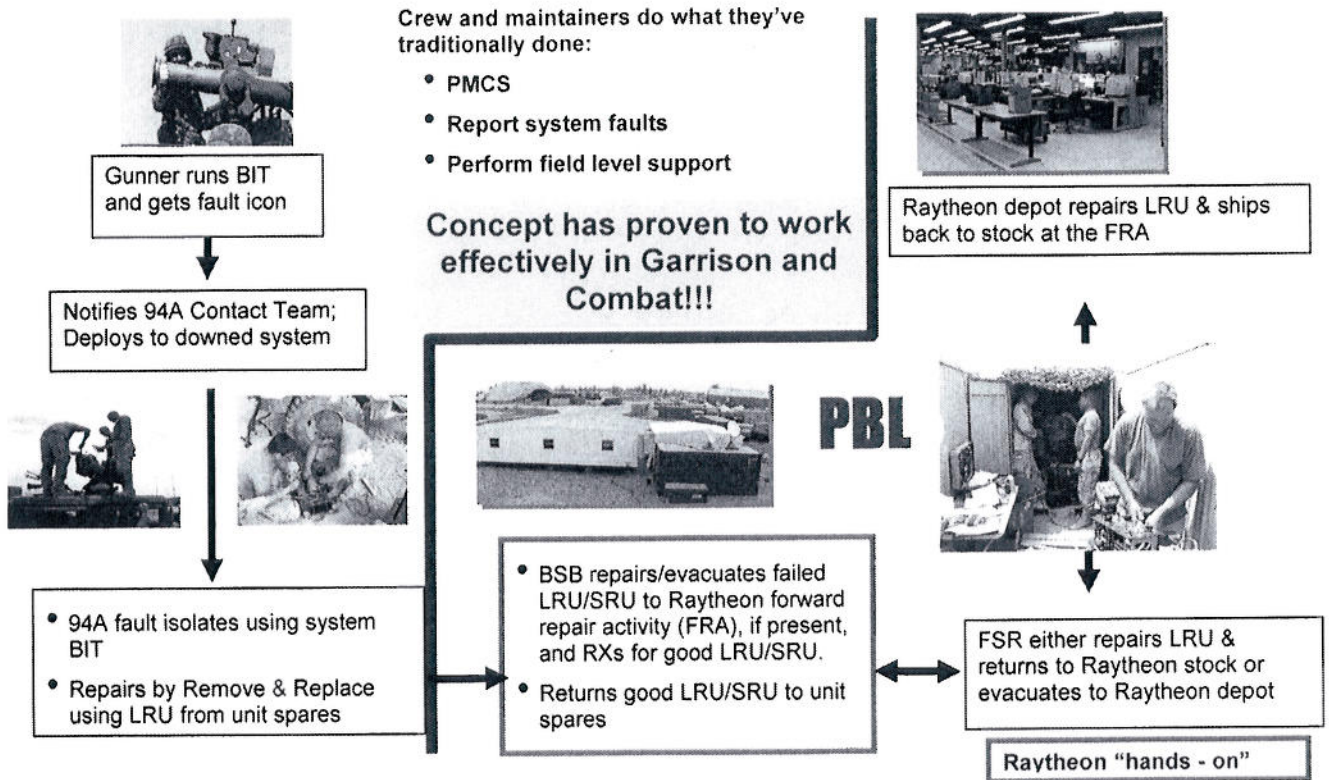 Crew and maintainers do what they've
traditionally done:
• PMCS
• Report system faults
• Perform field level support
Concept has proven to work
effectively in Garrison and
Combat!!!
Gunner runs BIT
and gets fault icon
Notifies 94A Contact Team;
Deploys to downed system
• 94A fault isolates using system
BIT
• Repairs by Remove & Replace
using LRU from unit spares
PBL
• BSB repairs/evacuates failed
LRU/SRU to Raytheon forward
repair activity (FRA), if present,
and RXs for good LRU/SRU.
• Returns good LRU/SRU to unit
spares
Raytheon depot repairs LRU & ships
back to stock at the FRA
FSR either repairs LRU &
returns to Raytheon stock or
evacuates to Raytheon depot
Raytheon "hands - on"